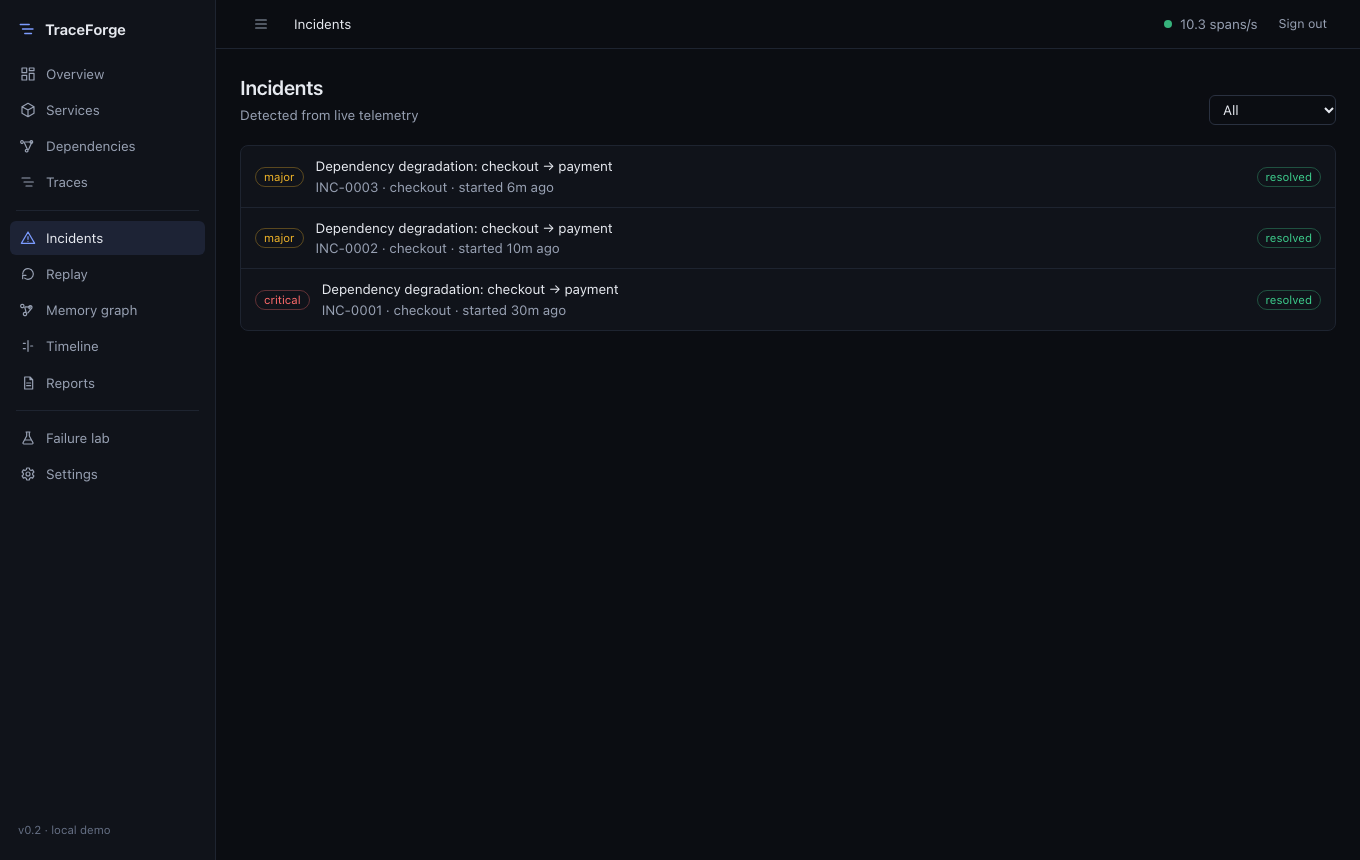 TraceForge
Overview
Services
Dependencies
Traces
Incidents
Replay
Memory graph
Timeline
Reports
Failure lab
Settings
v0.2 · local demo
Incidents
10.3 spans/s
Sign out
Incidents
Detected from live telemetry
All
major
Dependency degradation: checkout → payment
INC-0003 · checkout · started 6m ago
resolved
major
Dependency degradation: checkout → payment
INC-0002 · checkout · started 10m ago
resolved
critical
Dependency degradation: checkout → payment
INC-0001 · checkout · started 30m ago
resolved